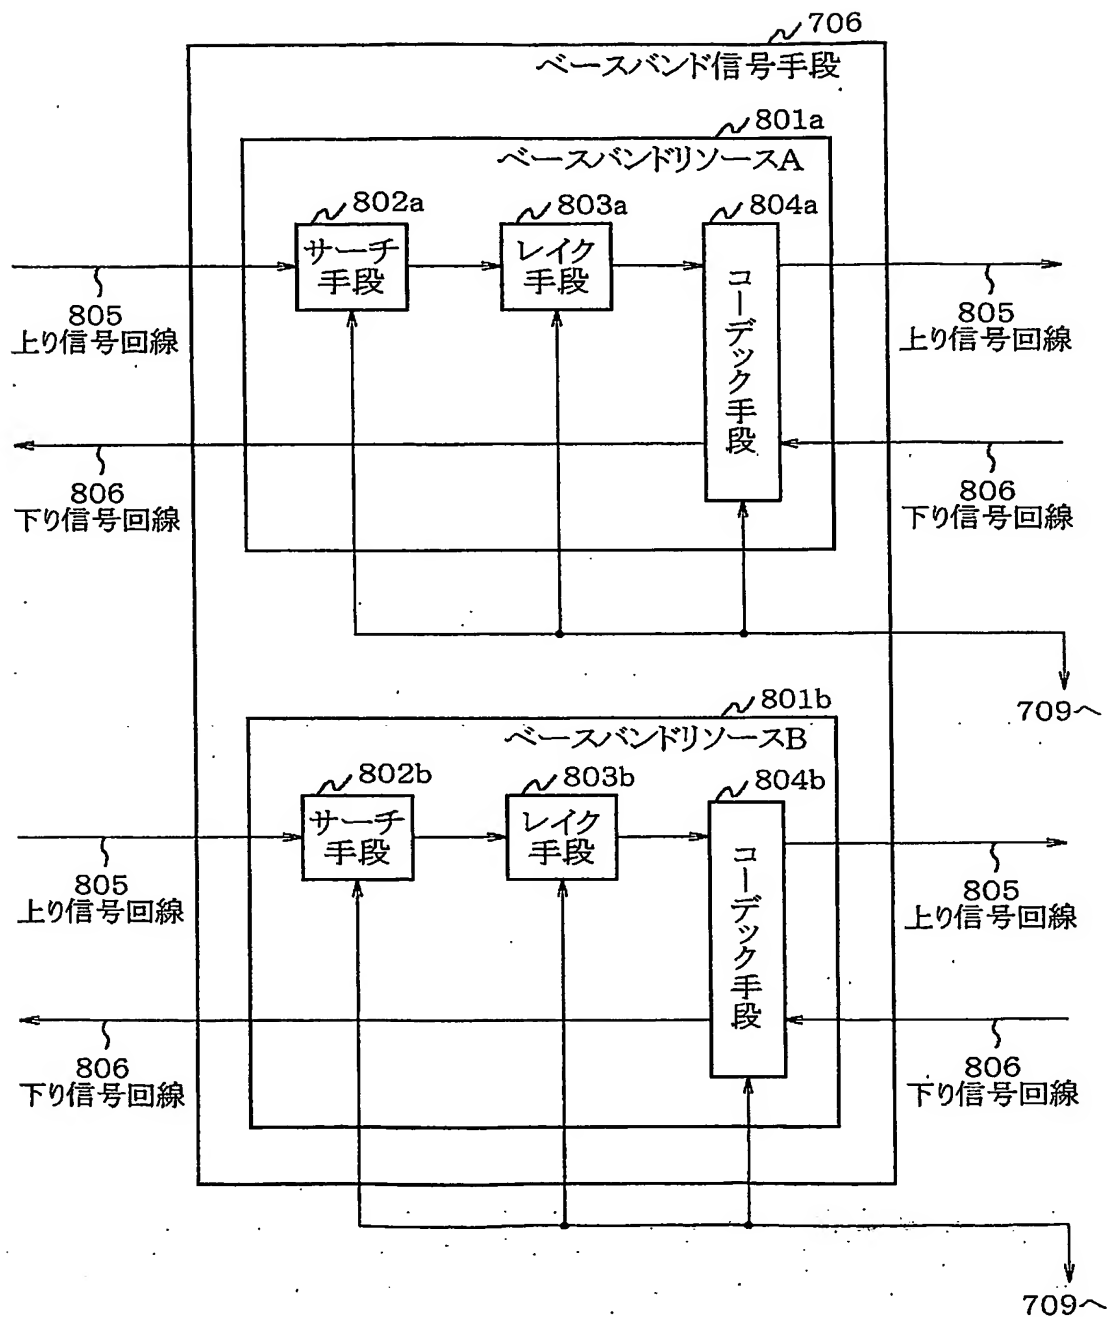 706
ベースバンド信号手段
801a
ベースバンドリソースA
802a
803a
804a
サーチ
手段
レイク
手段
コーデック手段
805
上り信号回線
805
上り信号回線
806
下り信号回線
806
下り信号回線
709へ
801b
ベースバンドリソースB
802b
803b
804b
サーチ
手段
レイク
手段
コーデック手段
805
上り信号回線
805
上り信号回線
806
下り信号回線
806
下り信号回線
709へ